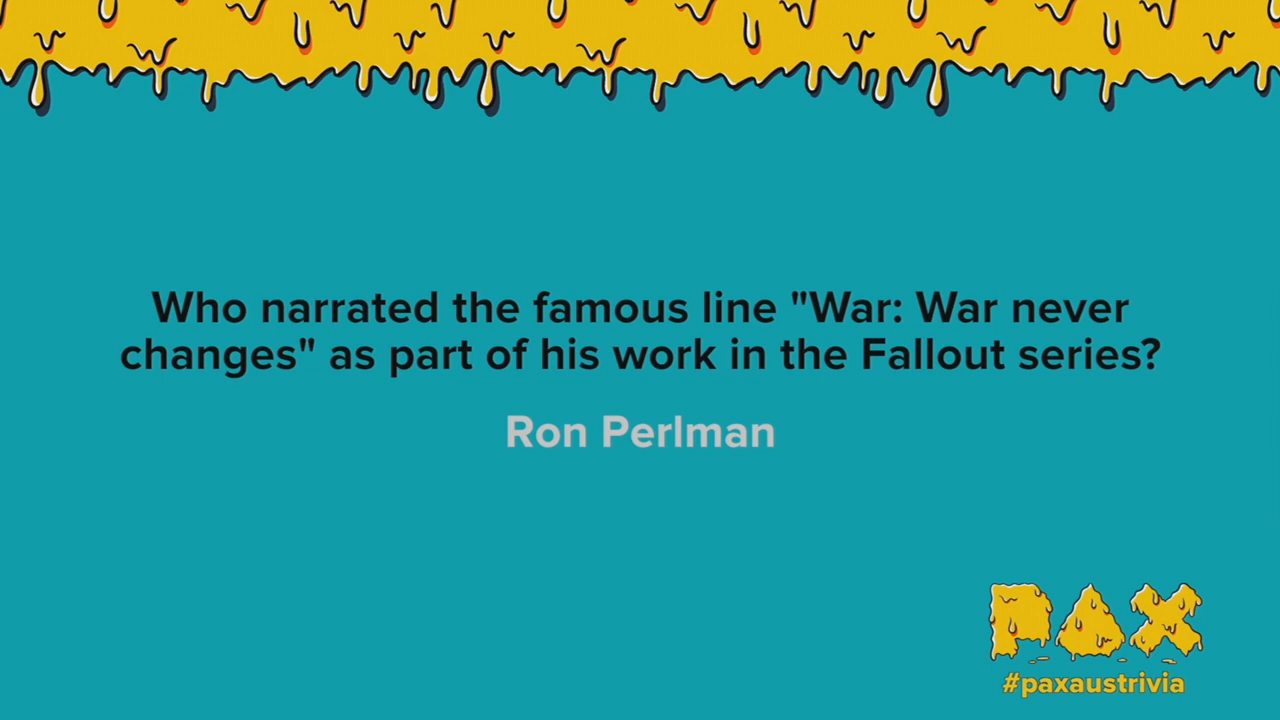 Who narrated the famous line "War: War never
changes" as part of his work in the Fallout series?
Ron Perlman
PAX
#paxaustrivia